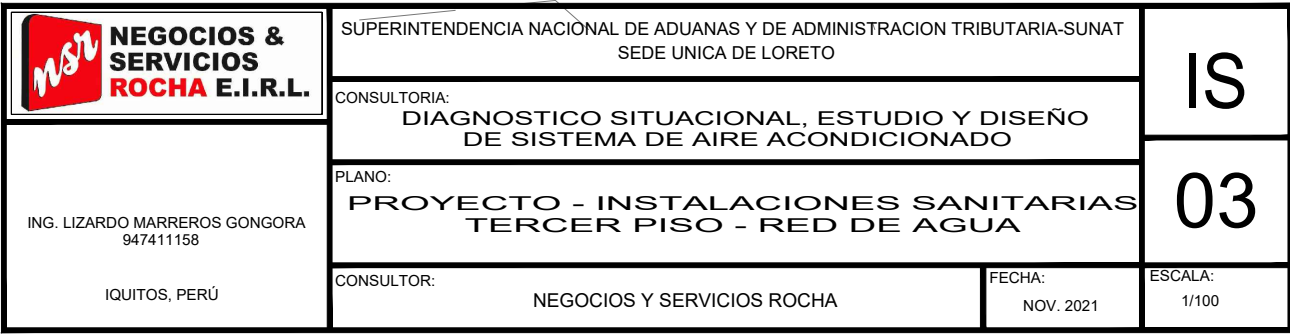 nsr
NEGOCIOS &
SERVICIOS
ROCHA E.I.R.L.
ING. LIZARDO MARREROS GONGORA
947411158
IQUITOS, PERÚ
SUPERINTENDENCIA NACIONAL DE ADUANAS Y DE ADMINISTRACION TRIBUTARIA-SUNAT
SEDE UNICA DE LORETO
CONSULTORIA:
DIAGNOSTICO SITUACIONAL, ESTUDIO Y DISEÑO
DE SISTEMA DE AIRE ACONDICIONADO
PLANO:
PROYECTO - INSTALACIONES SANITARIAS
TERCER PISO - RED DE AGUA
CONSULTOR:
NEGOCIOS Y SERVICIOS ROCHA
FECHA:
NOV. 2021
IS
03
ESCALA:
1/100